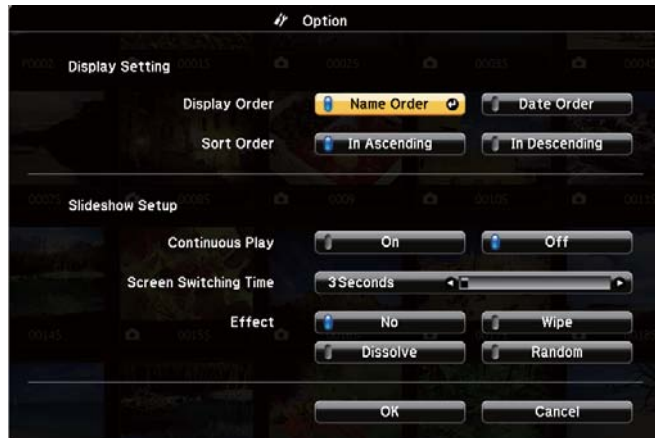 Option
Display Setting
Display Order Name Order Date Order
Sort Order In Ascending In Descending
Slideshow Setup
Continuous Play On Off
Screen Switching Time 3Seconds
Effect No Wipe
Dissolve Random
OK Cancel